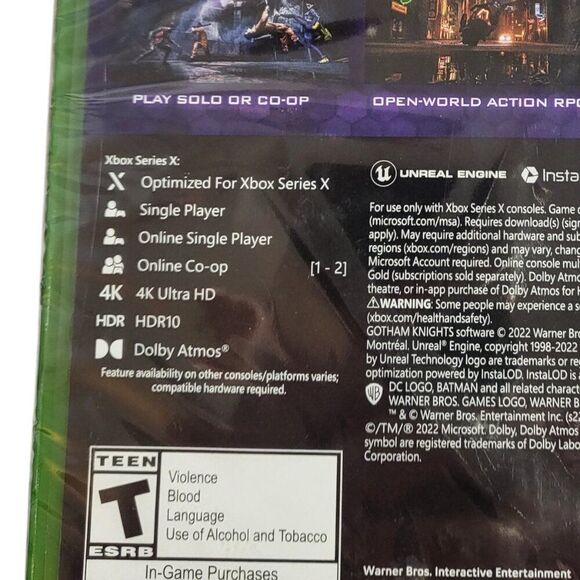 PLAY SOLO OR CO-OP
OPEN-WORLD ACTION RPG
Xbox Series X:
X Optimized For Xbox Series X
Single Player
Online Single Player
Online Co-op [1 - 2]
4K 4K Ultra HD
HDR HDR10
Dolby Atmos®
Feature availability on other consoles/platforms varies;
compatible hardware required.
UNREAL ENGINE Insta
For use only with Xbox Series X consoles. Game
(microsoft.com/msa). Requires download(s)
apply). May require additional hardware and
regions (xbox.com/regions) and may vary,
Microsoft Account required. Online console
Gold (subscriptions sold separately). Dolby
theatre, or in-app purchase of Dolby Atmos for
⚠WARNING: Some people may experience a
(xbox.com/healthandsafety).
GOTHAM KNIGHTS software © 2022 Warner
Montréal. Unreal® Engine, copyright 1998-2022
by Unreal Technology logo are trademarks or
optimization powered by InstaLOD. InstaLOD is
WB DC LOGO, BATMAN and all related
WARNER BROS. GAMES LOGO, WARNER
™ & © Warner Bros. Entertainment Inc.
©/TM/® 2022 Microsoft. Dolby, Dolby Atmos
symbol are registered trademarks of Dolby
Corporation.
TEEN
T
ESRB
Violence
Blood
Language
Use of Alcohol and Tobacco
In-Game Purchases
Warner Bros. Interactive Entertainment